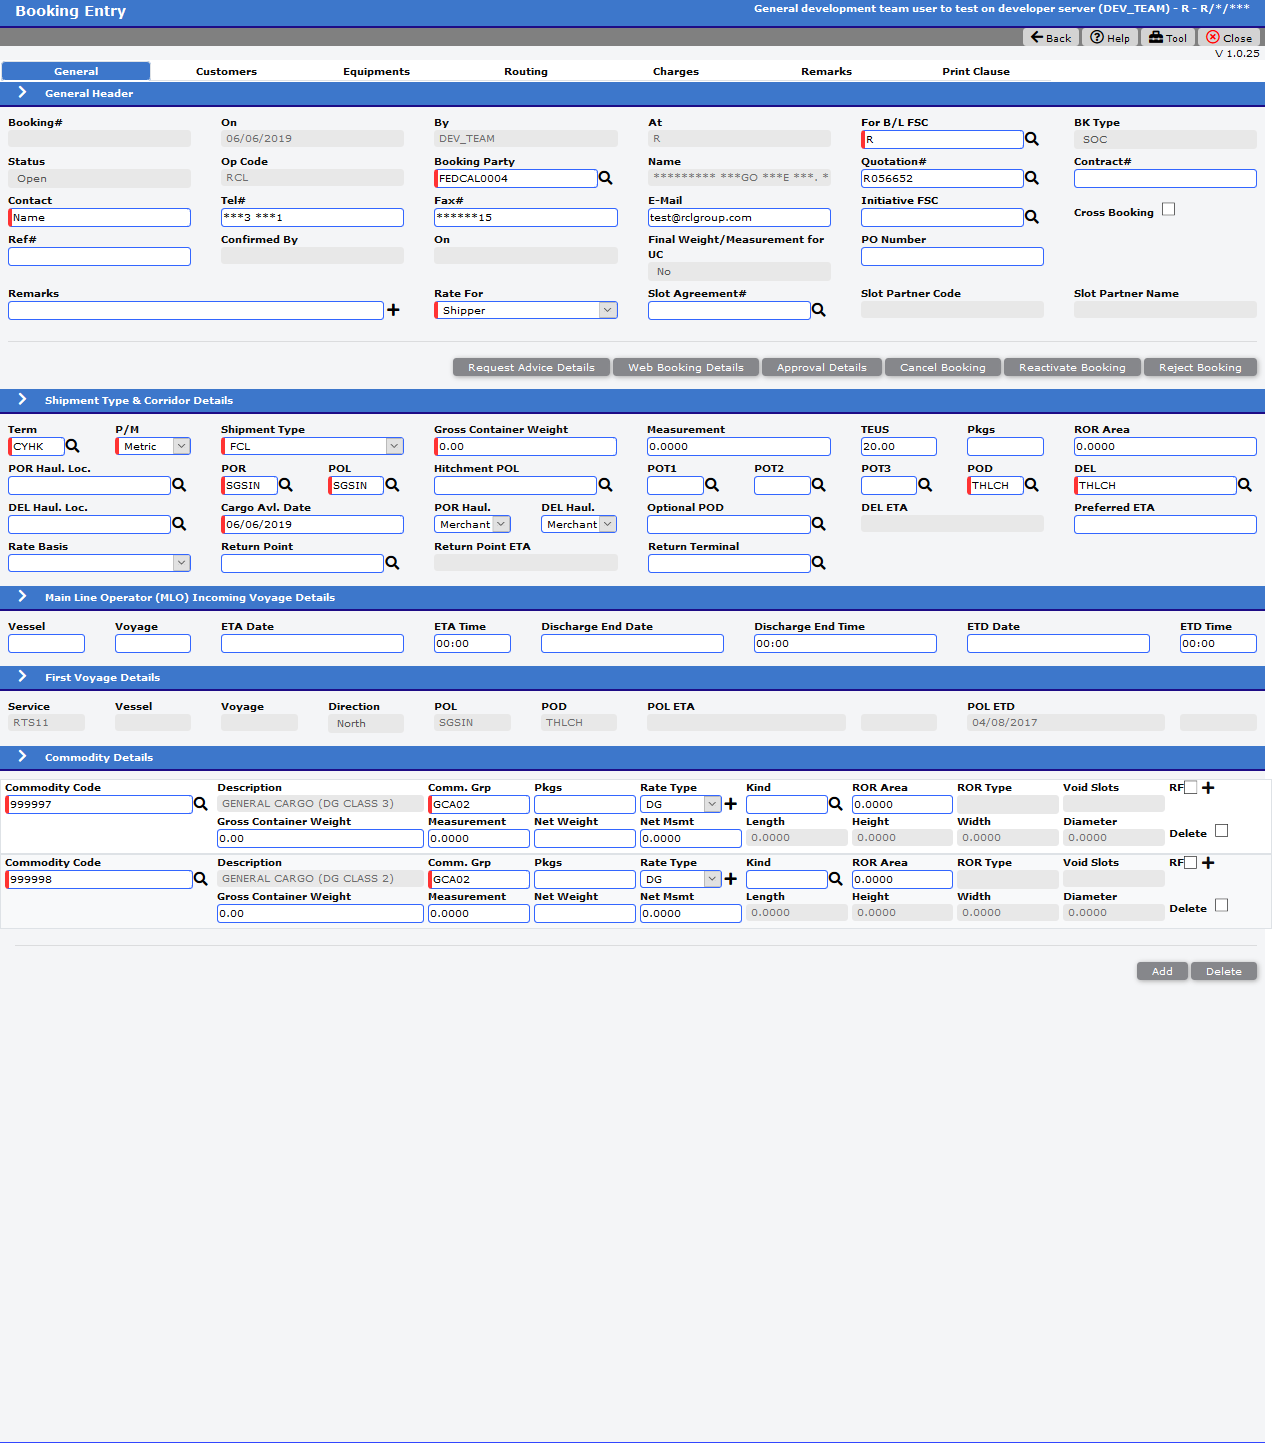 Booking Entry
General development team user to test on developer server (DEV_TEAM) - R - R/*/***
Back Help Tool Close
V 1.0.25
General Customers Equipments Routing Charges Remarks Print Clause
General Header
Booking# On By At For B/L FSC BK Type
06/06/2019 DEV_TEAM R R SOC
Status Op Code Booking Party Name Quotation# Contract#
Open RCL FEDCAL0004 ********* ***GO ***E ***, * R056652
Contact Tel# Fax# E-Mail Initiative FSC Cross Booking
Name ***3 ***1 ******15 test@rclgroup.com
Ref# Confirmed By On Final Weight/Measurement for UC PO Number
No
Remarks Rate For Slot Agreement# Slot Partner Code Slot Partner Name
Shipper
Request Advice Details Web Booking Details Approval Details Cancel Booking Reactivate Booking Reject Booking
Shipment Type & Corridor Details
Term P/M Shipment Type Gross Container Weight Measurement TEUS Pkgs ROR Area
CYHK Metric FCL 0.00 0.0000 20.00 0.0000
POR Haul. Loc. POR POL Hitchment POL POT1 POT2 POT3 POD DEL
SGSIN SGSIN THLCH THLCH
DEL Haul. Loc. Cargo Avl. Date POR Haul. DEL Haul. Optional POD DEL ETA Preferred ETA
06/06/2019 Merchant Merchant
Rate Basis Return Point Return Point ETA Return Terminal
Main Line Operator (MLO) Incoming Voyage Details
Vessel Voyage ETA Date ETA Time Discharge End Date Discharge End Time ETD Date ETD Time
00:00 00:00 00:00
First Voyage Details
Service Vessel Voyage Direction POL POD POL ETA POL ETD
RTS11 North SGSIN THLCH 04/08/2017
Commodity Details
Commodity Code Description Comm. Grp Pkgs Rate Type Kind ROR Area ROR Type Void Slots RF
999997 GENERAL CARGO (DG CLASS 3) GCA02 DG 0.0000
Gross Container Weight Measurement Net Weight Net Msmt Length Height Width Diameter Delete
0.00 0.0000 0.0000 0.0000 0.0000 0.0000 0.0000
Commodity Code Description Comm. Grp Pkgs Rate Type Kind ROR Area ROR Type Void Slots RF
999998 GENERAL CARGO (DG CLASS 2) GCA02 DG 0.0000
Gross Container Weight Measurement Net Weight Net Msmt Length Height Width Diameter Delete
0.00 0.0000 0.0000 0.0000 0.0000 0.0000 0.0000
Add Delete